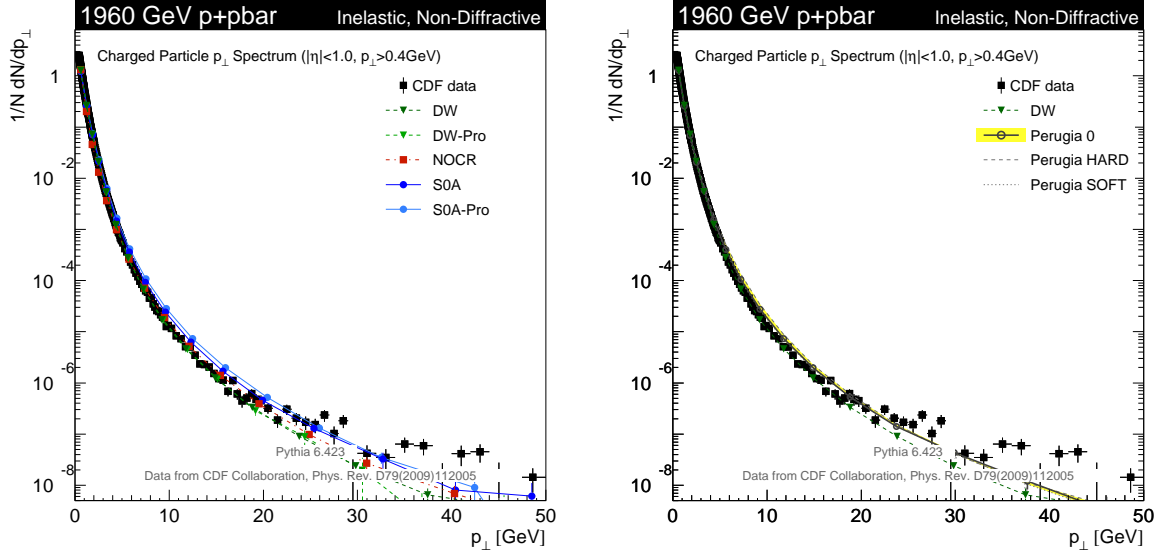 1960 GeV p+pbar Inelastic, Non-Diffractive
Charged Particle p⊥ Spectrum (|η|<1.0, p⊥>0.4GeV)
1/N dN/dp⊥
CDF data
DW
DW-Pro
NOCR
S0A
S0A-Pro
1
10⁻²
10⁻⁴
10⁻⁶
10⁻⁸
Pythia 6.423
Data from CDF Collaboration, Phys. Rev. D79(2009)112005
0 10 20 30 40 50
p⊥ [GeV]
1960 GeV p+pbar Inelastic, Non-Diffractive
Charged Particle p⊥ Spectrum (|η|<1.0, p⊥>0.4GeV)
1/N dN/dp⊥
CDF data
DW
Perugia 0
Perugia HARD
Perugia SOFT
1
10⁻²
10⁻⁴
10⁻⁶
10⁻⁸
Pythia 6.423
Data from CDF Collaboration, Phys. Rev. D79(2009)112005
0 10 20 30 40 50
p⊥ [GeV]